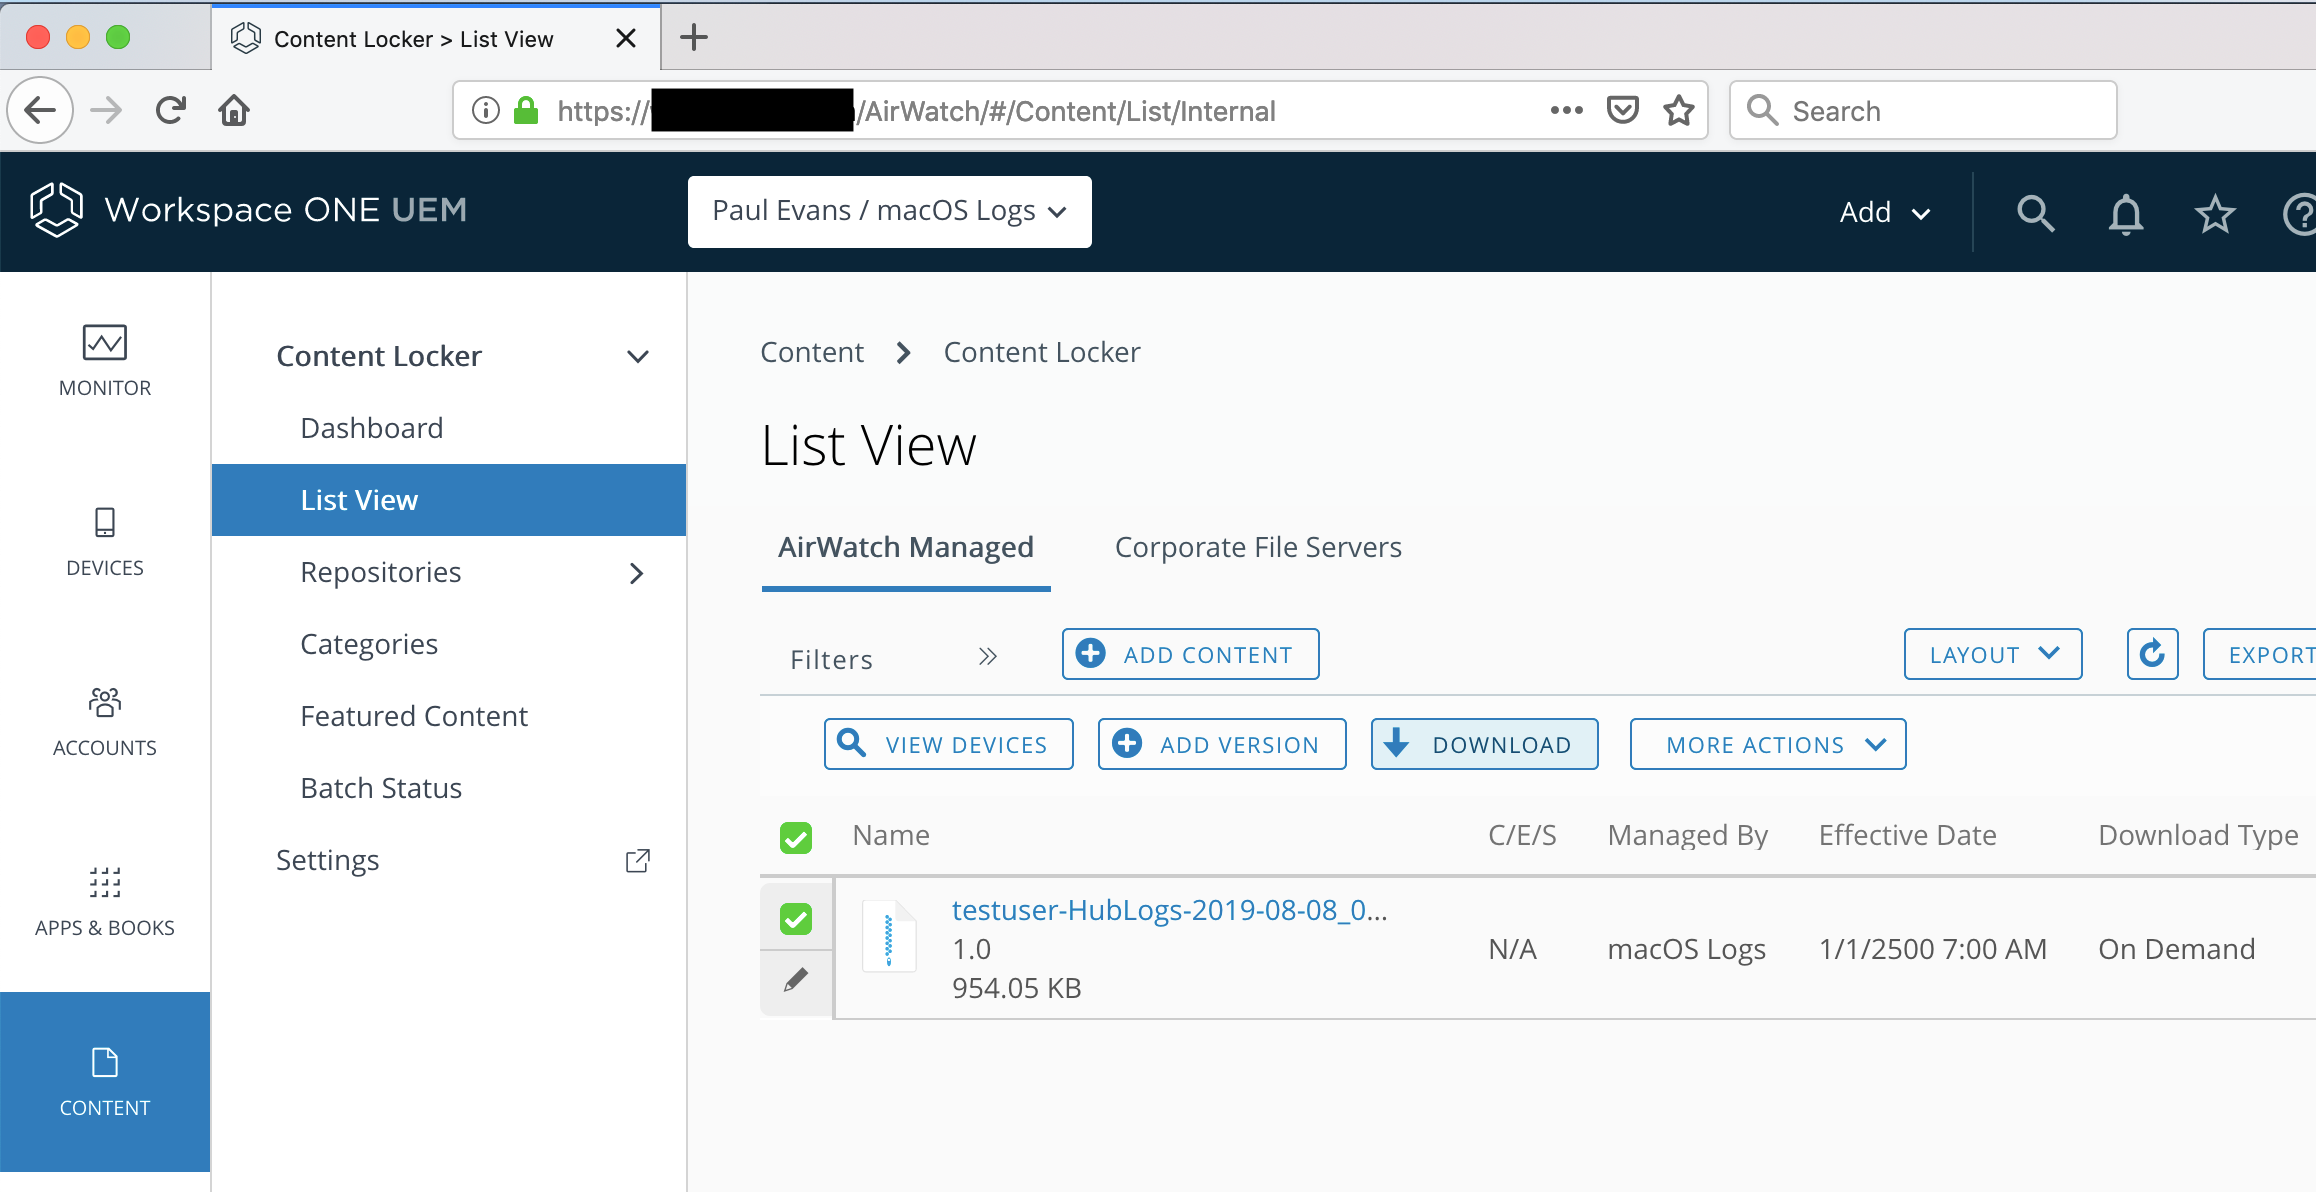 Content Locker > List View
https:// /AirWatch/#/Content/List/Internal
Search
Workspace ONE UEM
Paul Evans / macOS Logs
Add
MONITOR
DEVICES
ACCOUNTS
APPS & BOOKS
CONTENT
Content Locker
Dashboard
List View
Repositories
Categories
Featured Content
Batch Status
Settings
Content > Content Locker
List View
AirWatch Managed Corporate File Servers
Filters » ADD CONTENT LAYOUT EXPORT
VIEW DEVICES ADD VERSION DOWNLOAD MORE ACTIONS
Name C/E/S Managed By Effective Date Download Type
testuser-HubLogs-2019-08-08_0...
1.0 N/A macOS Logs 1/1/2500 7:00 AM On Demand
954.05 KB